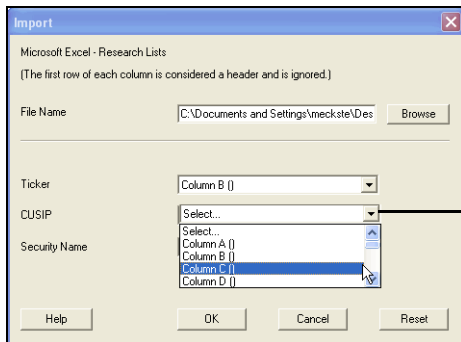 Import
Microsoft Excel - Research Lists
(The first row of each column is considered a header and is ignored.)
File Name C:\Documents and Settings\meckste\Des Browse
Ticker Column B ()
CUSIP Select...
Select...
Column A ()
Column B ()
Security Name Column C ()
Column D ()
Help OK Cancel Reset